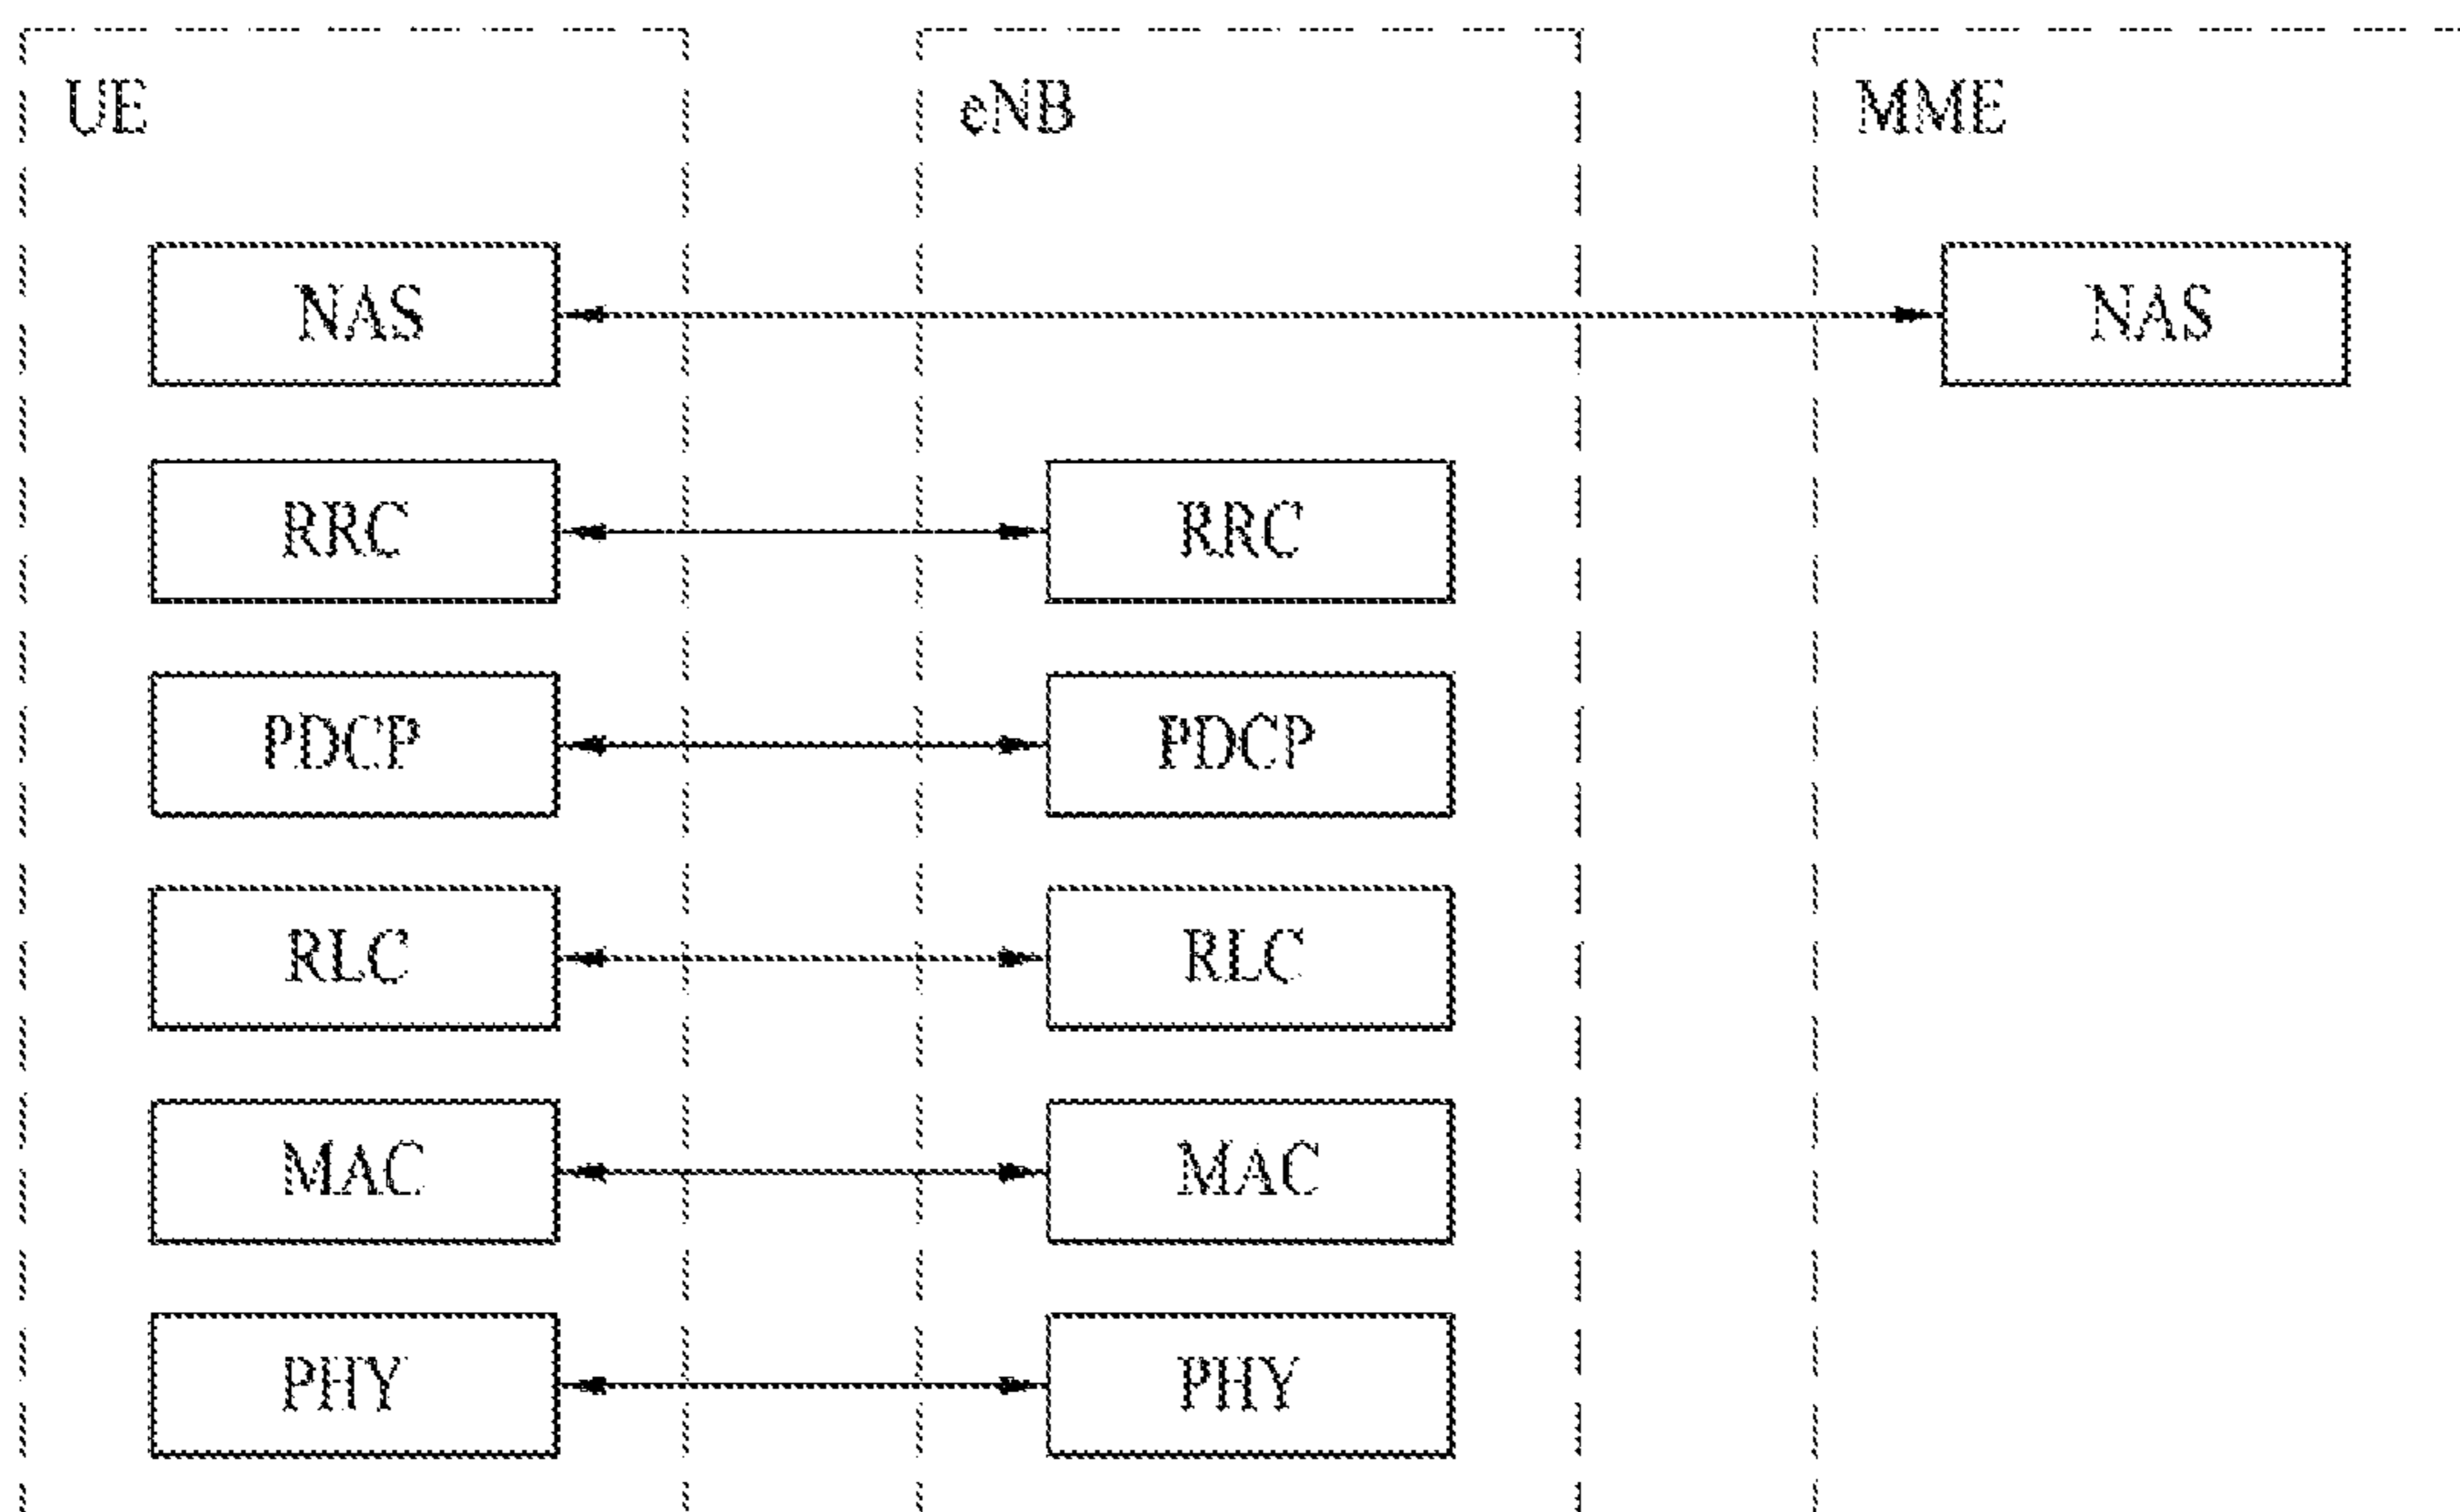 UE eNB MME
NAS NAS
RRC RRC
PDCP PDCP
RLC RLC
MAC MAC
PHY PHY